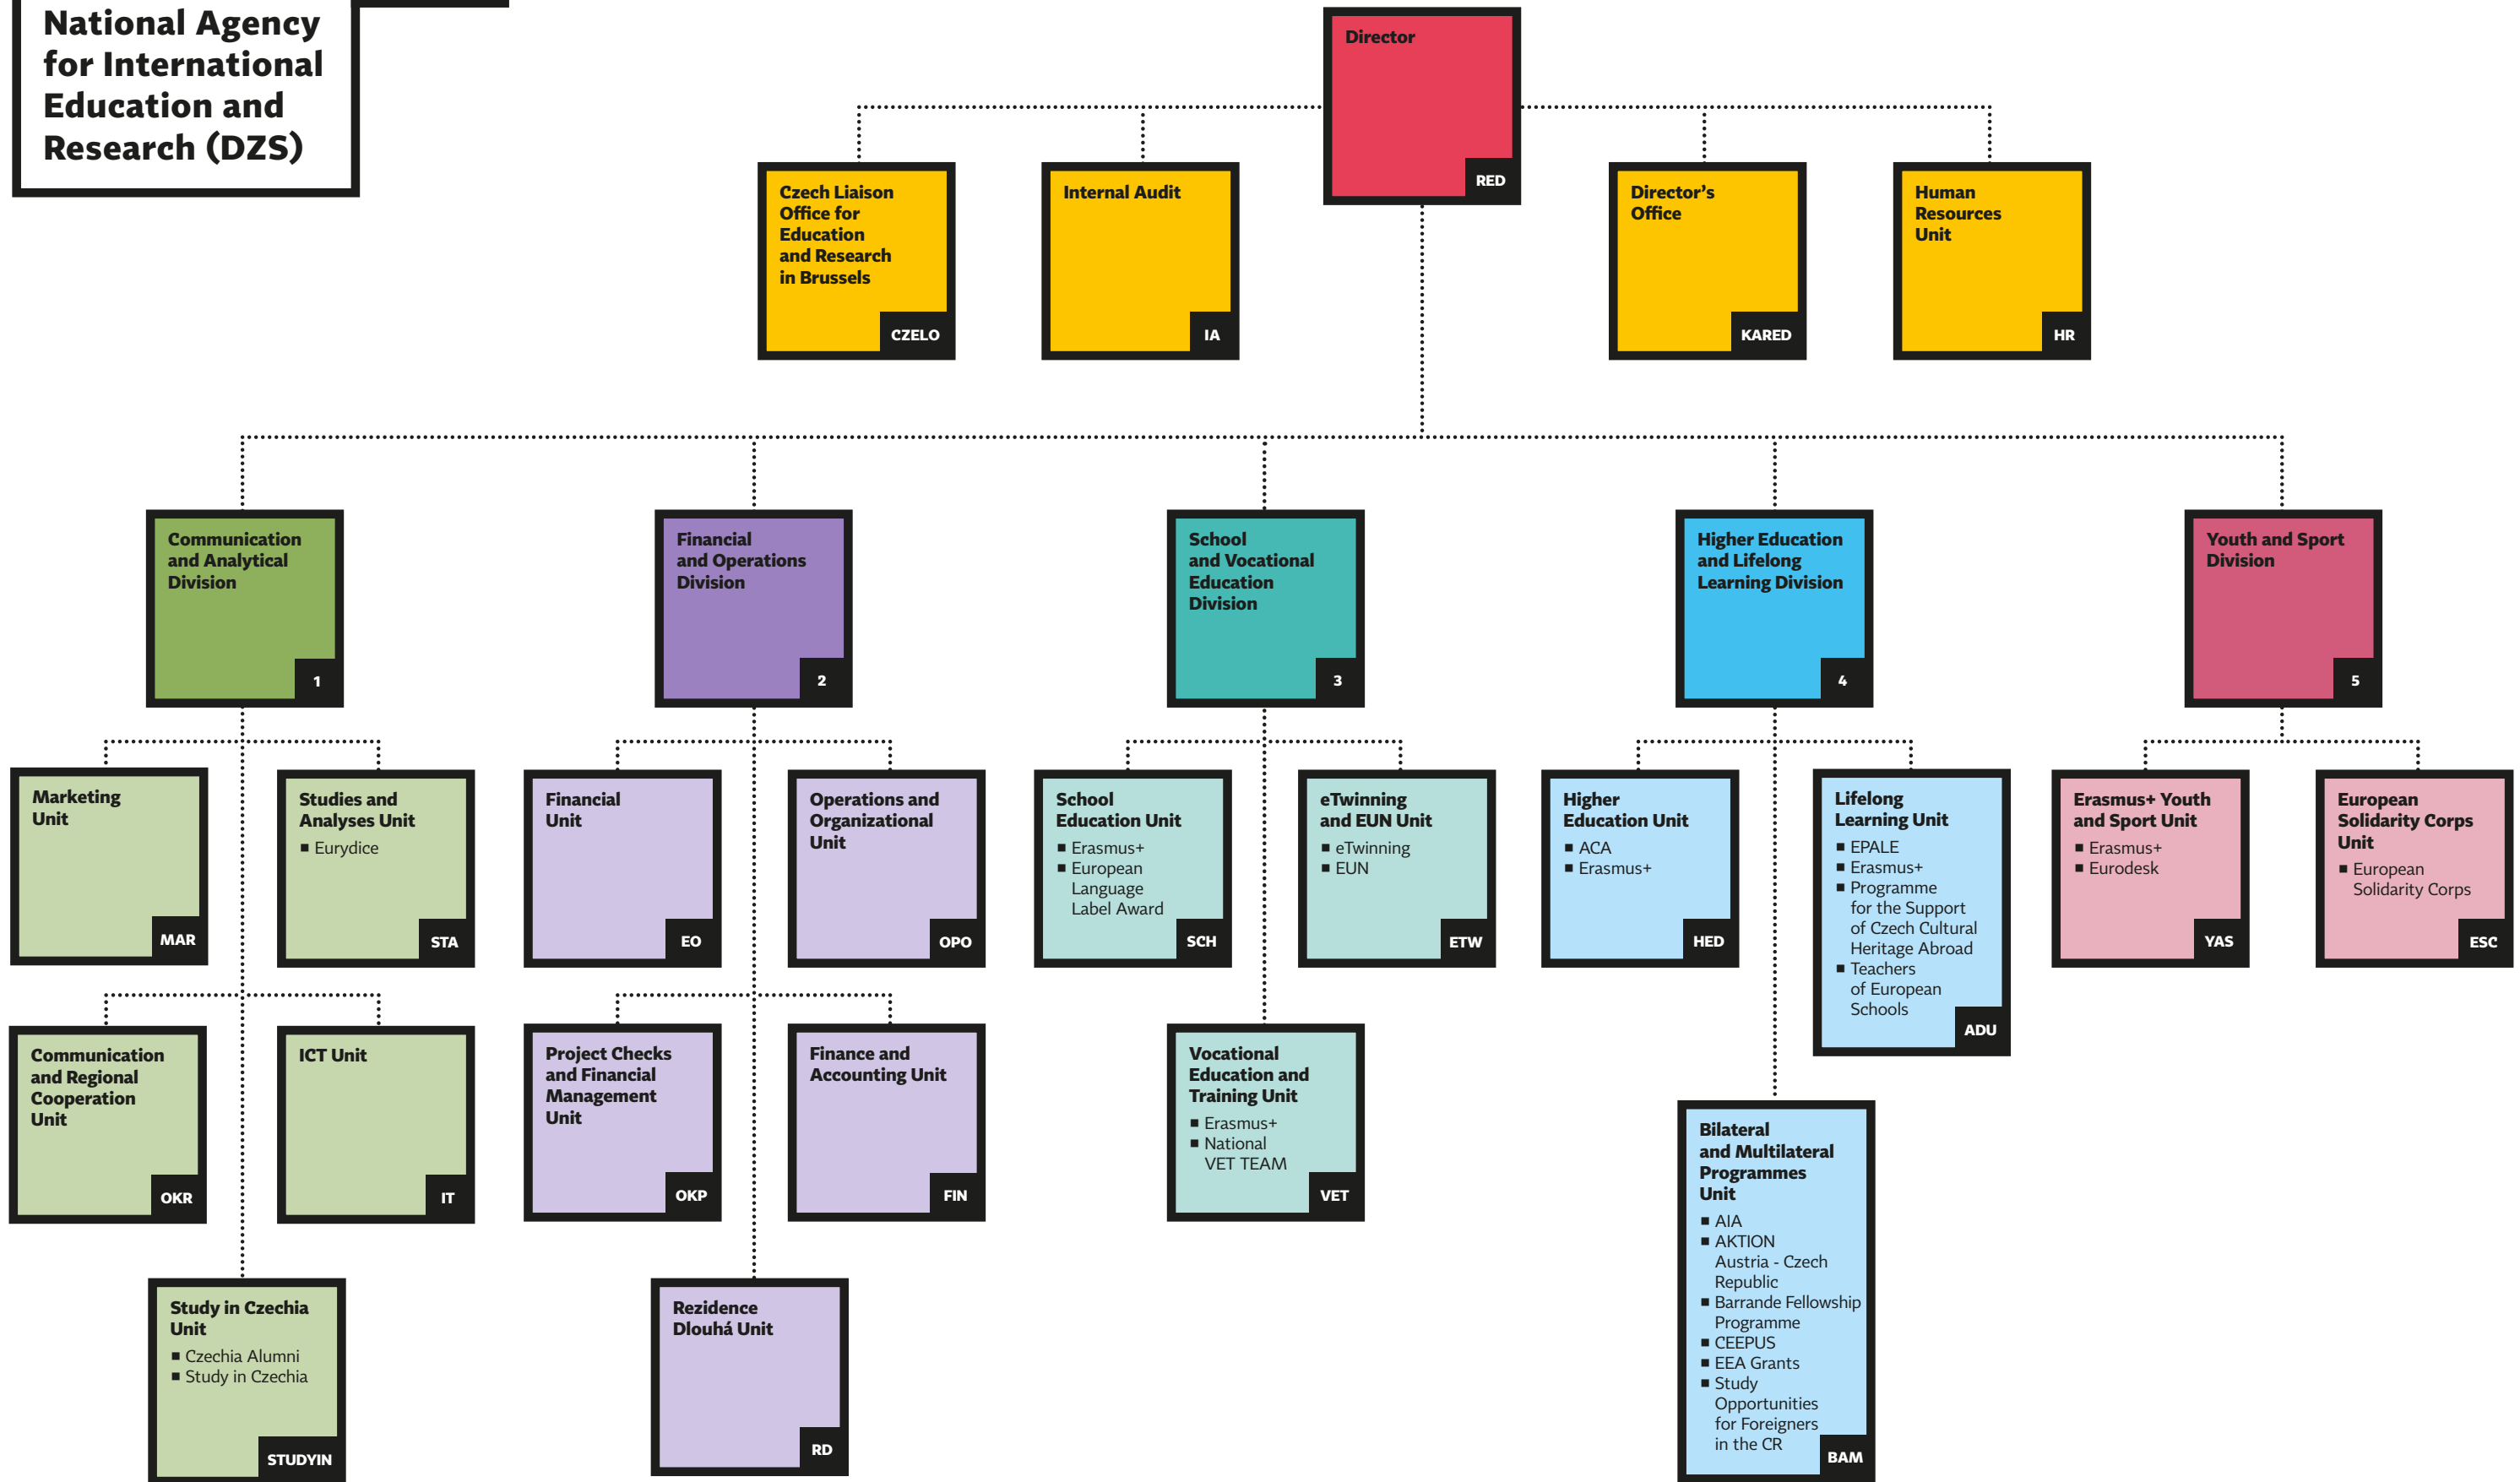 National Agency
for International
Education and
Research (DZS)
Director
RED
Czech Liaison
Office for
Education
and Research
in Brussels
CZELO
Internal Audit
IA
Director’s
Office
KARED
Human
Resources
Unit
HR
Communication
and Analytical
Division
1
Financial
and Operations
Division
2
School
and Vocational
Education
Division
3
Higher Education
and Lifelong
Learning Division
4
Youth and Sport
Division
5
Marketing
Unit
MAR
Studies and
Analyses Unit
■ Eurydice
STA
Financial
Unit
EO
Operations and
Organizational
Unit
OPO
School
Education Unit
■ Erasmus+
■ European
Language
Label Award
SCH
eTwinning
and EUN Unit
■ eTwinning
■ EUN
ETW
Higher
Education Unit
■ ACA
■ Erasmus+
HED
Lifelong
Learning Unit
■ EPALE
■ Erasmus+
■ Programme
for the Support
of Czech Cultural
Heritage Abroad
■ Teachers
of European
Schools
ADU
Erasmus+ Youth
and Sport Unit
■ Erasmus+
■ Eurodesk
YAS
European
Solidarity Corps
Unit
■ European
Solidarity Corps
ESC
Communication
and Regional
Cooperation
Unit
OKR
ICT Unit
IT
Project Checks
and Financial
Management
Unit
OKP
Finance and
Accounting Unit
FIN
Vocational
Education and
Training Unit
■ Erasmus+
■ National
VET TEAM
VET
Bilateral
and Multilateral
Programmes
Unit
■ AIA
■ AKTION
Austria - Czech
Republic
■ Barrande Fellowship
Programme
■ CEEPUS
■ EEA Grants
■ Study
Opportunities
for Foreigners
in the CR
BAM
Study in Czechia
Unit
■ Czechia Alumni
■ Study in Czechia
STUDYIN
Rezidence
Dlouhá Unit
RD